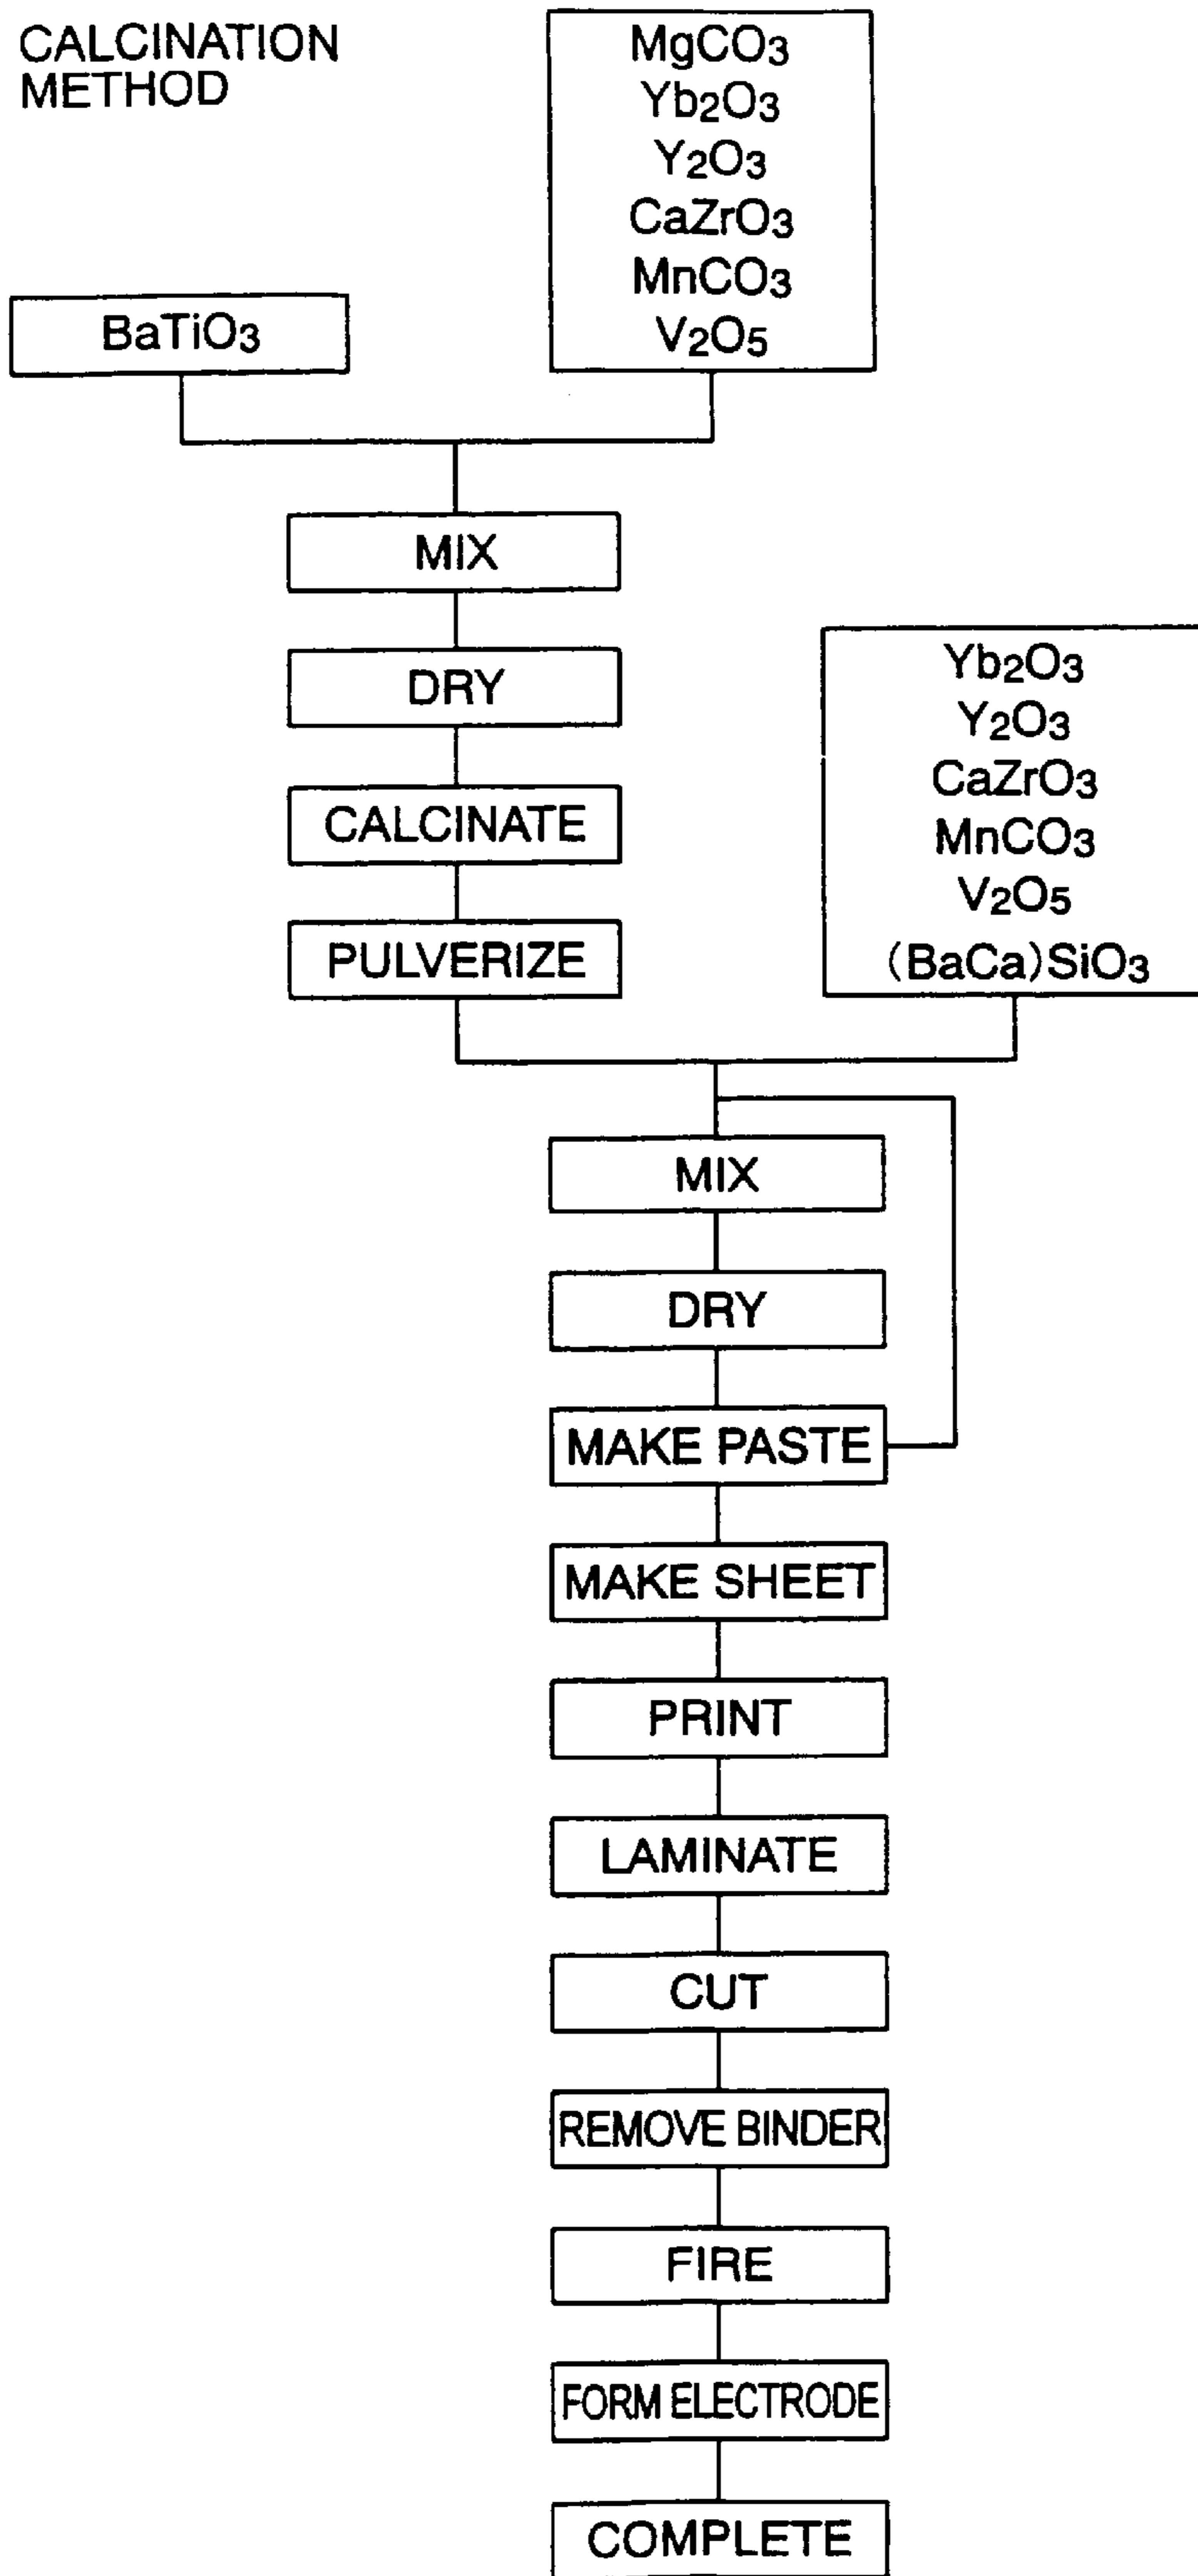 CALCINATION
METHOD
MgCO3
Yb2O3
Y2O3
CaZrO3
MnCO3
V2O5
BaTiO3
MIX
DRY
CALCINATE
PULVERIZE
Yb2O3
Y2O3
CaZrO3
MnCO3
V2O5
(BaCa)SiO3
MIX
DRY
MAKE PASTE
MAKE SHEET
PRINT
LAMINATE
CUT
REMOVE BINDER
FIRE
FORM ELECTRODE
COMPLETE